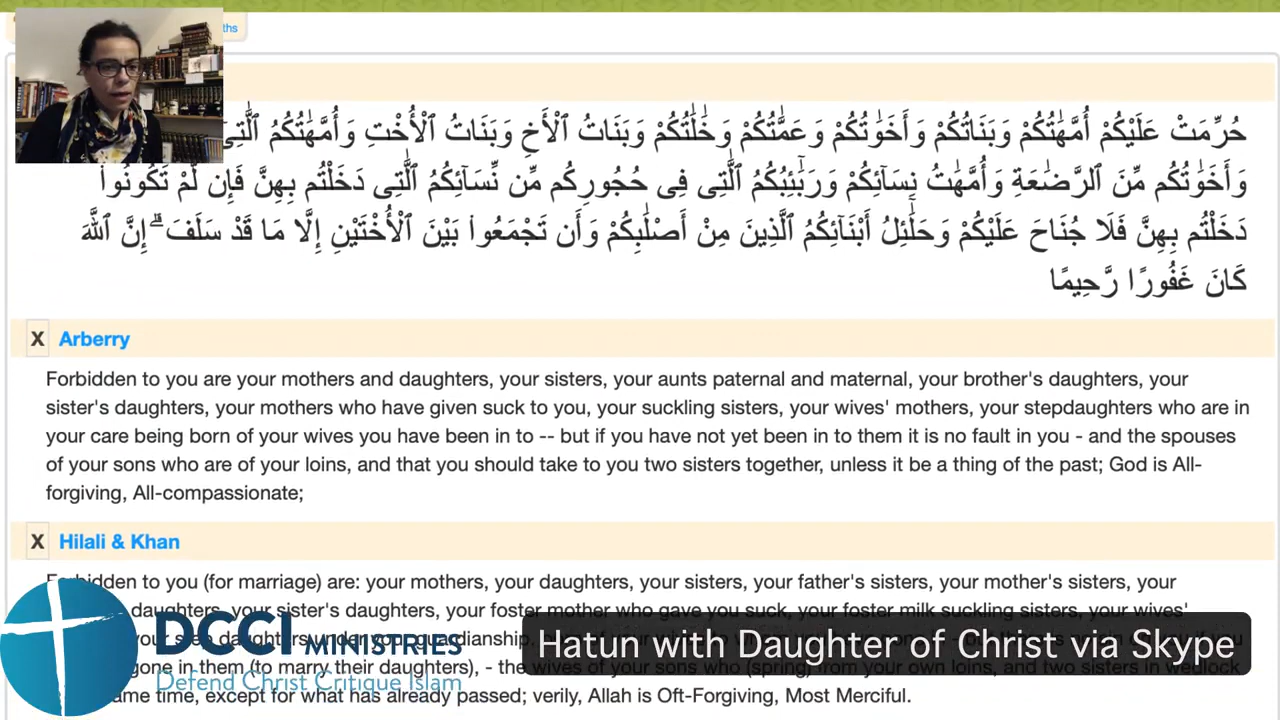 ths
حُرِّمَتْ عَلَيْكُمْ أُمَّهَٰتُكُمْ وَبَنَاتُكُمْ وَأَخَوَٰتُكُمْ وَعَمَّٰتُكُمْ وَخَٰلَٰتُكُمْ وَبَنَاتُ ٱلْأَخِ وَبَنَاتُ ٱلْأُخْتِ وَأُمَّهَٰتُكُمُ ٱلَّٰتِىٓ
وَأَخَوَٰتُكُم مِّنَ ٱلرَّضَٰعَةِ وَأُمَّهَٰتُ نِسَآئِكُمْ وَرَبَٰٓئِبُكُمُ ٱلَّٰتِى فِى حُجُورِكُم مِّن نِّسَآئِكُمُ ٱلَّٰتِى دَخَلْتُم بِهِنَّ فَإِن لَّمْ تَكُونُوا۟
دَخَلْتُم بِهِنَّ فَلَا جُنَاحَ عَلَيْكُمْ وَحَلَٰٓئِلُ أَبْنَآئِكُمُ ٱلَّذِينَ مِنْ أَصْلَٰبِكُمْ وَأَن تَجْمَعُوا۟ بَيْنَ ٱلْأُخْتَيْنِ إِلَّا مَا قَدْ سَلَفَ ۗ إِنَّ ٱللَّهَ
كَانَ غَفُورًا رَّحِيمًا
X Arberry
Forbidden to you are your mothers and daughters, your sisters, your aunts paternal and maternal, your brother's daughters, your
sister's daughters, your mothers who have given suck to you, your suckling sisters, your wives' mothers, your stepdaughters who are in
your care being born of your wives you have been in to -- but if you have not yet been in to them it is no fault in you - and the spouses
of your sons who are of your loins, and that you should take to you two sisters together, unless it be a thing of the past; God is All-
forgiving, All-compassionate;
X Hilali & Khan
Forbidden to you (for marriage) are: your mothers, your daughters, your sisters, your father's sisters, your mother's sisters, your
daughters, your sister's daughters, your foster mother who gave you suck, your foster milk suckling sisters, your wives'
your step daughters under your guardianship,
gone in them (to marry their daughters), - the wives of your sons who (spring) from your own loins, and two sisters in wedlock
ame time, except for what has already passed; verily, Allah is Oft-Forgiving, Most Merciful.
DCCI MINISTRIES
Defend Christ Critique Islam
Hatun with Daughter of Christ via Skype